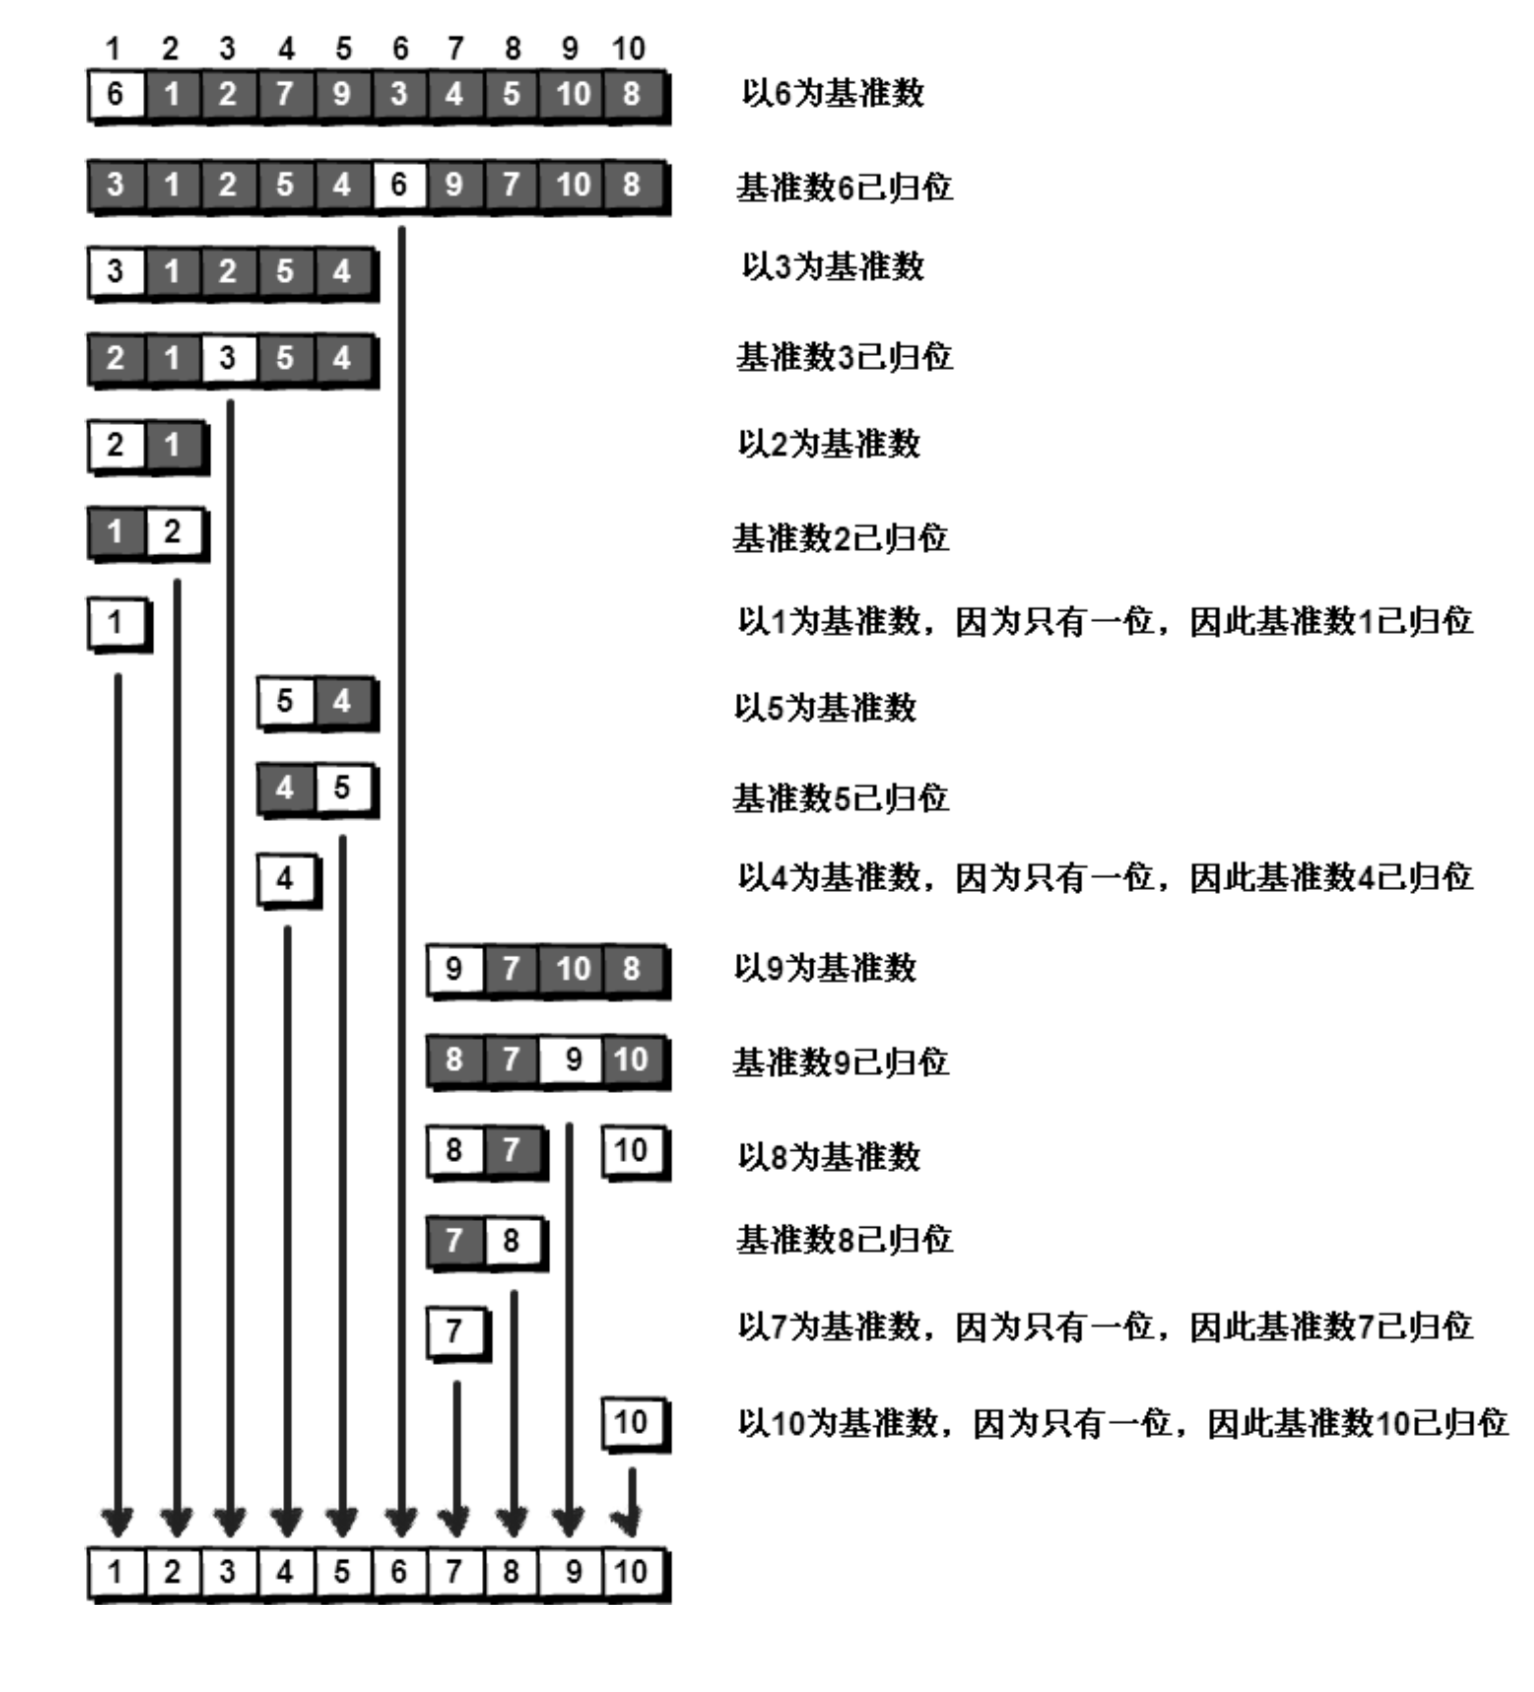 1 2 3 4 5 6 7 8 9 10
6 1 2 7 9 3 4 5 10 8 以6为基准数
3 1 2 5 4 6 9 7 10 8 基准数6已归位
3 1 2 5 4 以3为基准数
2 1 3 5 4 基准数3已归位
2 1 以2为基准数
1 2 基准数2已归位
1 以1为基准数，因为只有一位，因此基准数1已归位
5 4 以5为基准数
4 5 基准数5已归位
4 以4为基准数，因为只有一位，因此基准数4已归位
9 7 10 8 以9为基准数
8 7 9 10 基准数9已归位
8 7 10 以8为基准数
7 8 基准数8已归位
7 以7为基准数，因为只有一位，因此基准数7已归位
10 以10为基准数，因为只有一位，因此基准数10已归位
1 2 3 4 5 6 7 8 9 10